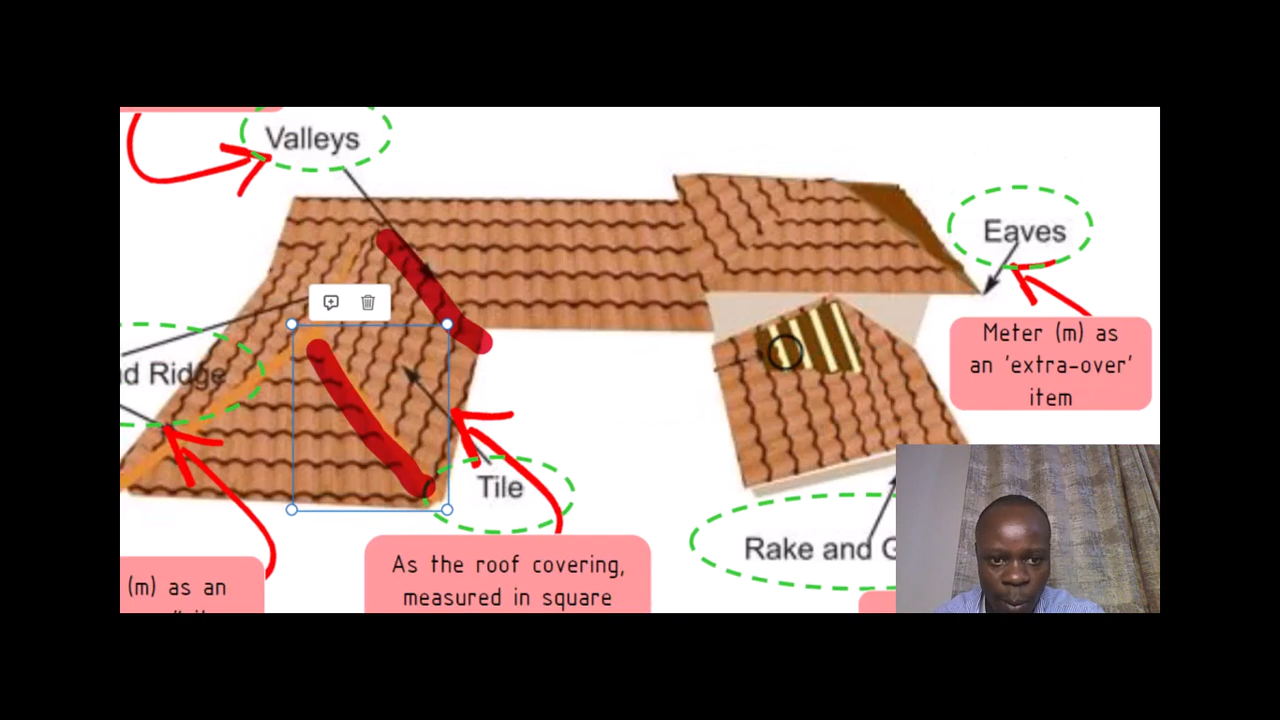 Valleys
Eaves
Meter (m) as
an 'extra-over'
item
d Ridge
Tile
Rake and
As the roof covering,
measured in square
(m) as an